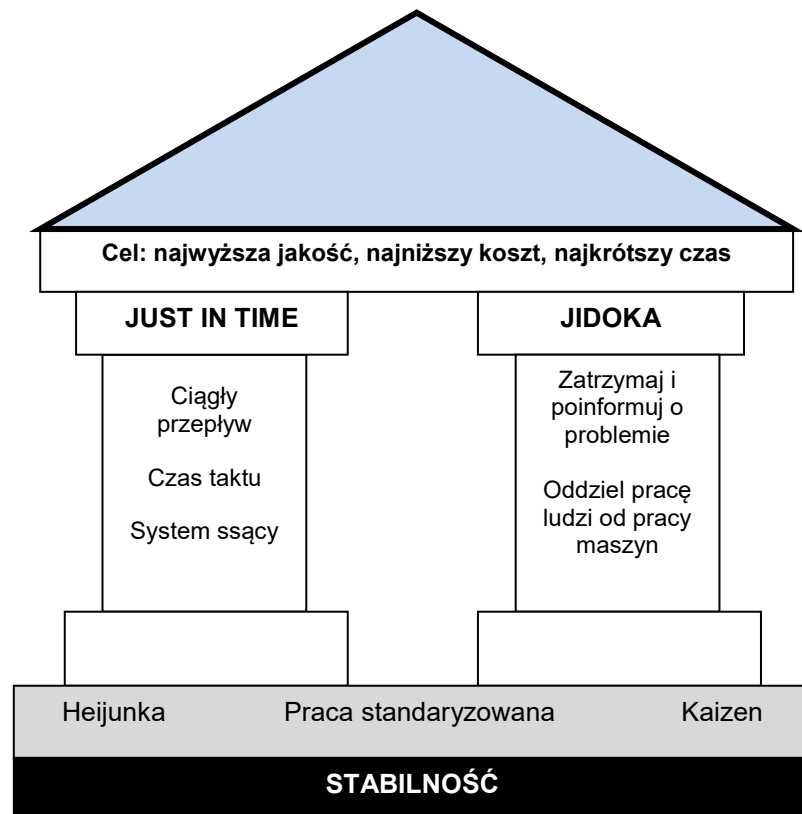 Cel: najwyższa jakość, najniższy koszt, najkrótszy czas
JUST IN TIME
Ciągły
przepływ
Czas taktu
System ssący
JIDOKA
Zatrzymaj i
poinformuj o
problemie
Oddziel pracę
ludzi od pracy
maszyn
Heijunka Praca standaryzowana Kaizen
STABILNOŚĆ